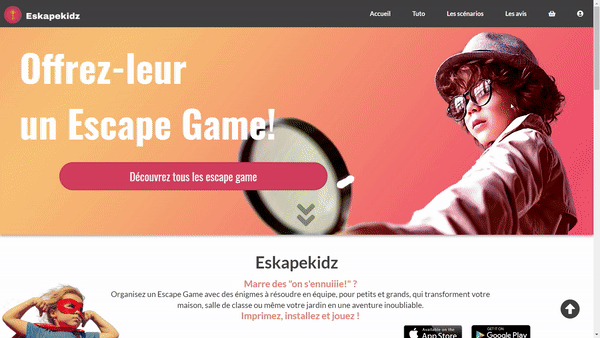 Eskapekidz
Accueil
Tuto
Les scénarios
Les avis
Offrez-leur
un Escape Game!
Découvrez tous les escape game
Eskapekidz
Marre des "on s'ennuiiie!" ?
Organisez un Escape Game avec des énigmes à résoudre en équipe, pour petits et grands, qui transforment votre
maison, salle de classe ou même votre jardin en une aventure inoubliable.
Imprimez, installez et jouez !
Available on the
App Store
GET IT ON
Google Play